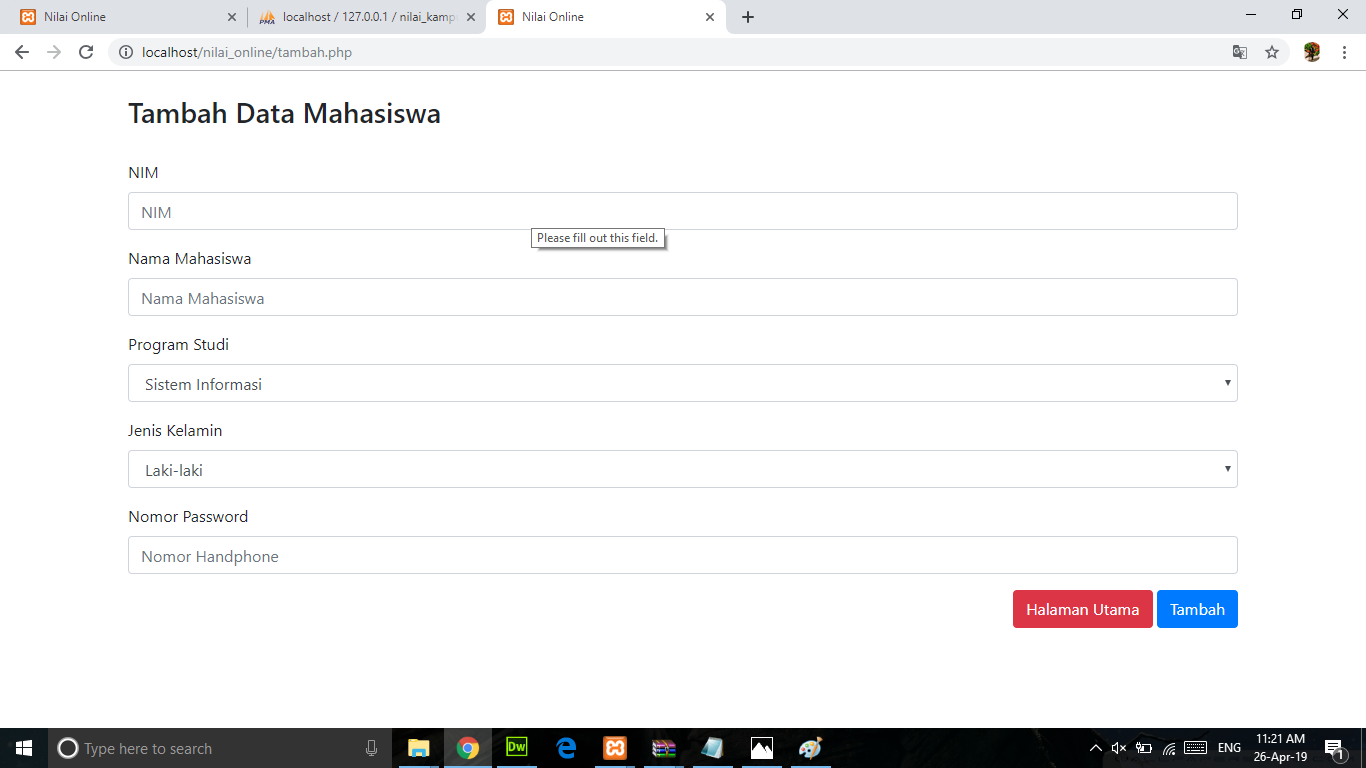 Nilai Online
localhost / 127.0.0.1 / nilai_kamp
Nilai Online
localhost/nilai_online/tambah.php
Tambah Data Mahasiswa
NIM
NIM
Please fill out this field.
Nama Mahasiswa
Nama Mahasiswa
Program Studi
Sistem Informasi
Jenis Kelamin
Laki-laki
Nomor Password
Nomor Handphone
Halaman Utama Tambah
Type here to search
Dw
ENG
11:21 AM
26-Apr-19
1